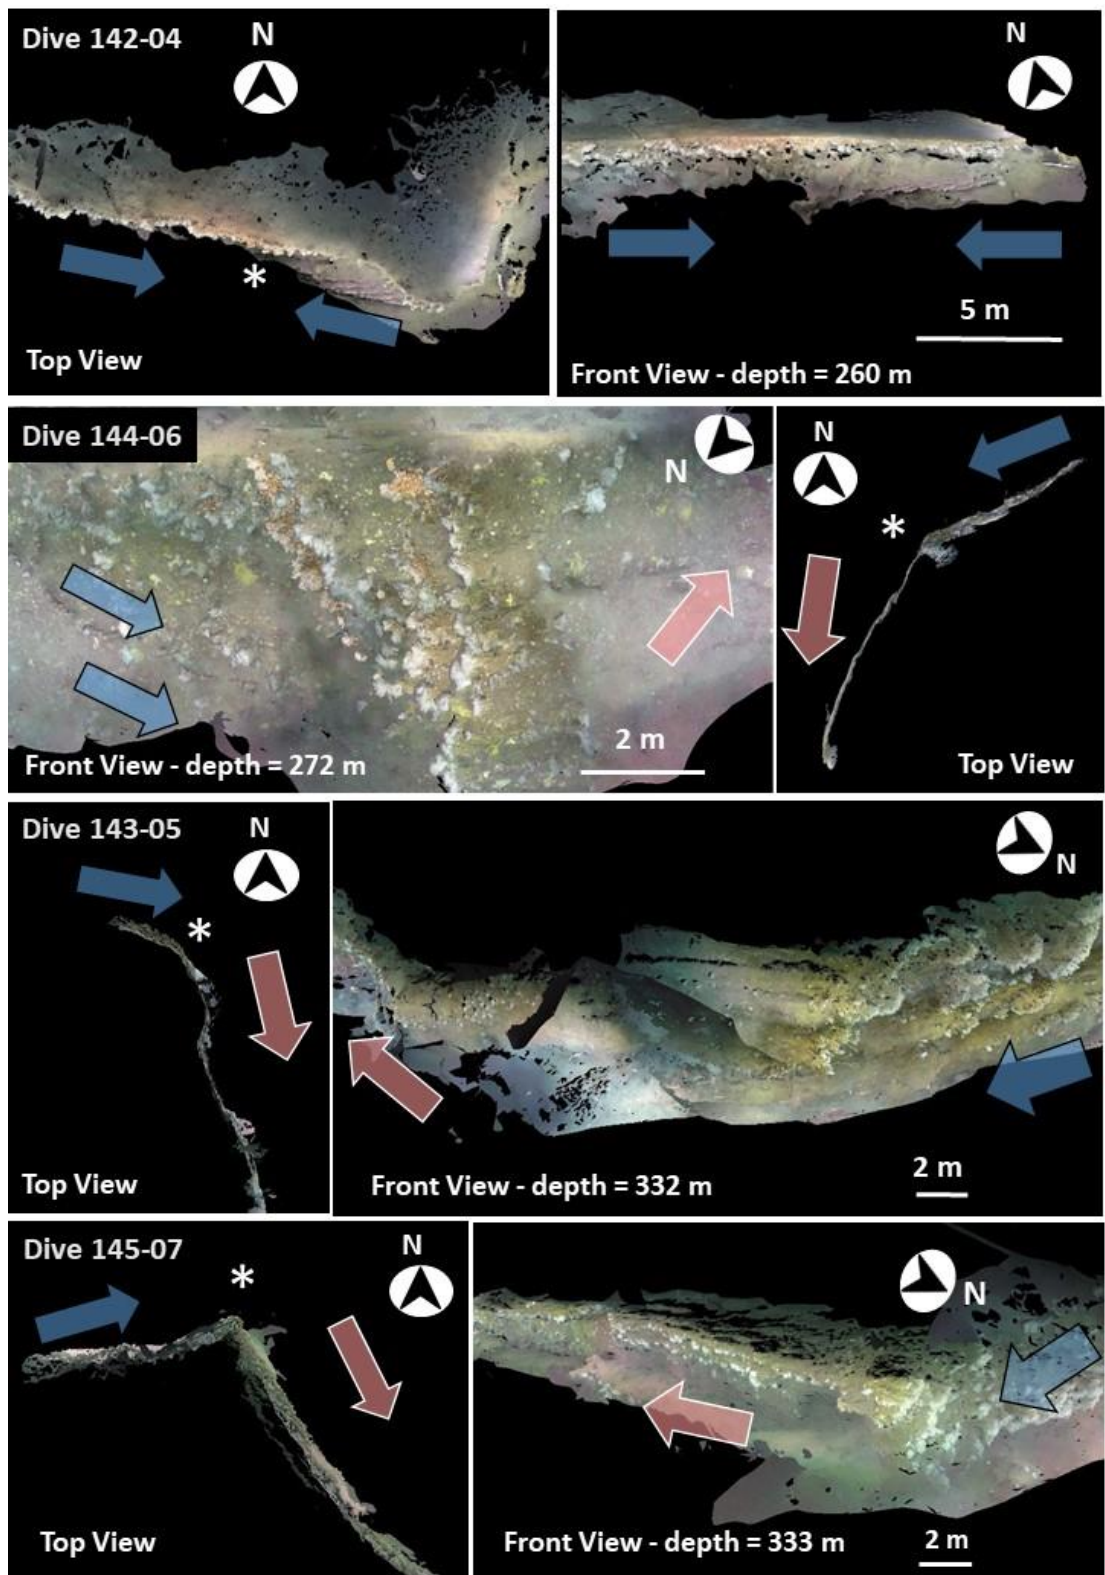 Dive 142-04
N
*
Top View
N
5 m
Front View - depth = 260 m
Dive 144-06
N
2 m
Front View - depth = 272 m
N
*
Top View
Dive 143-05
N
*
Top View
N
2 m
Front View - depth = 332 m
Dive 145-07
*
N
Top View
N
2 m
Front View - depth = 333 m